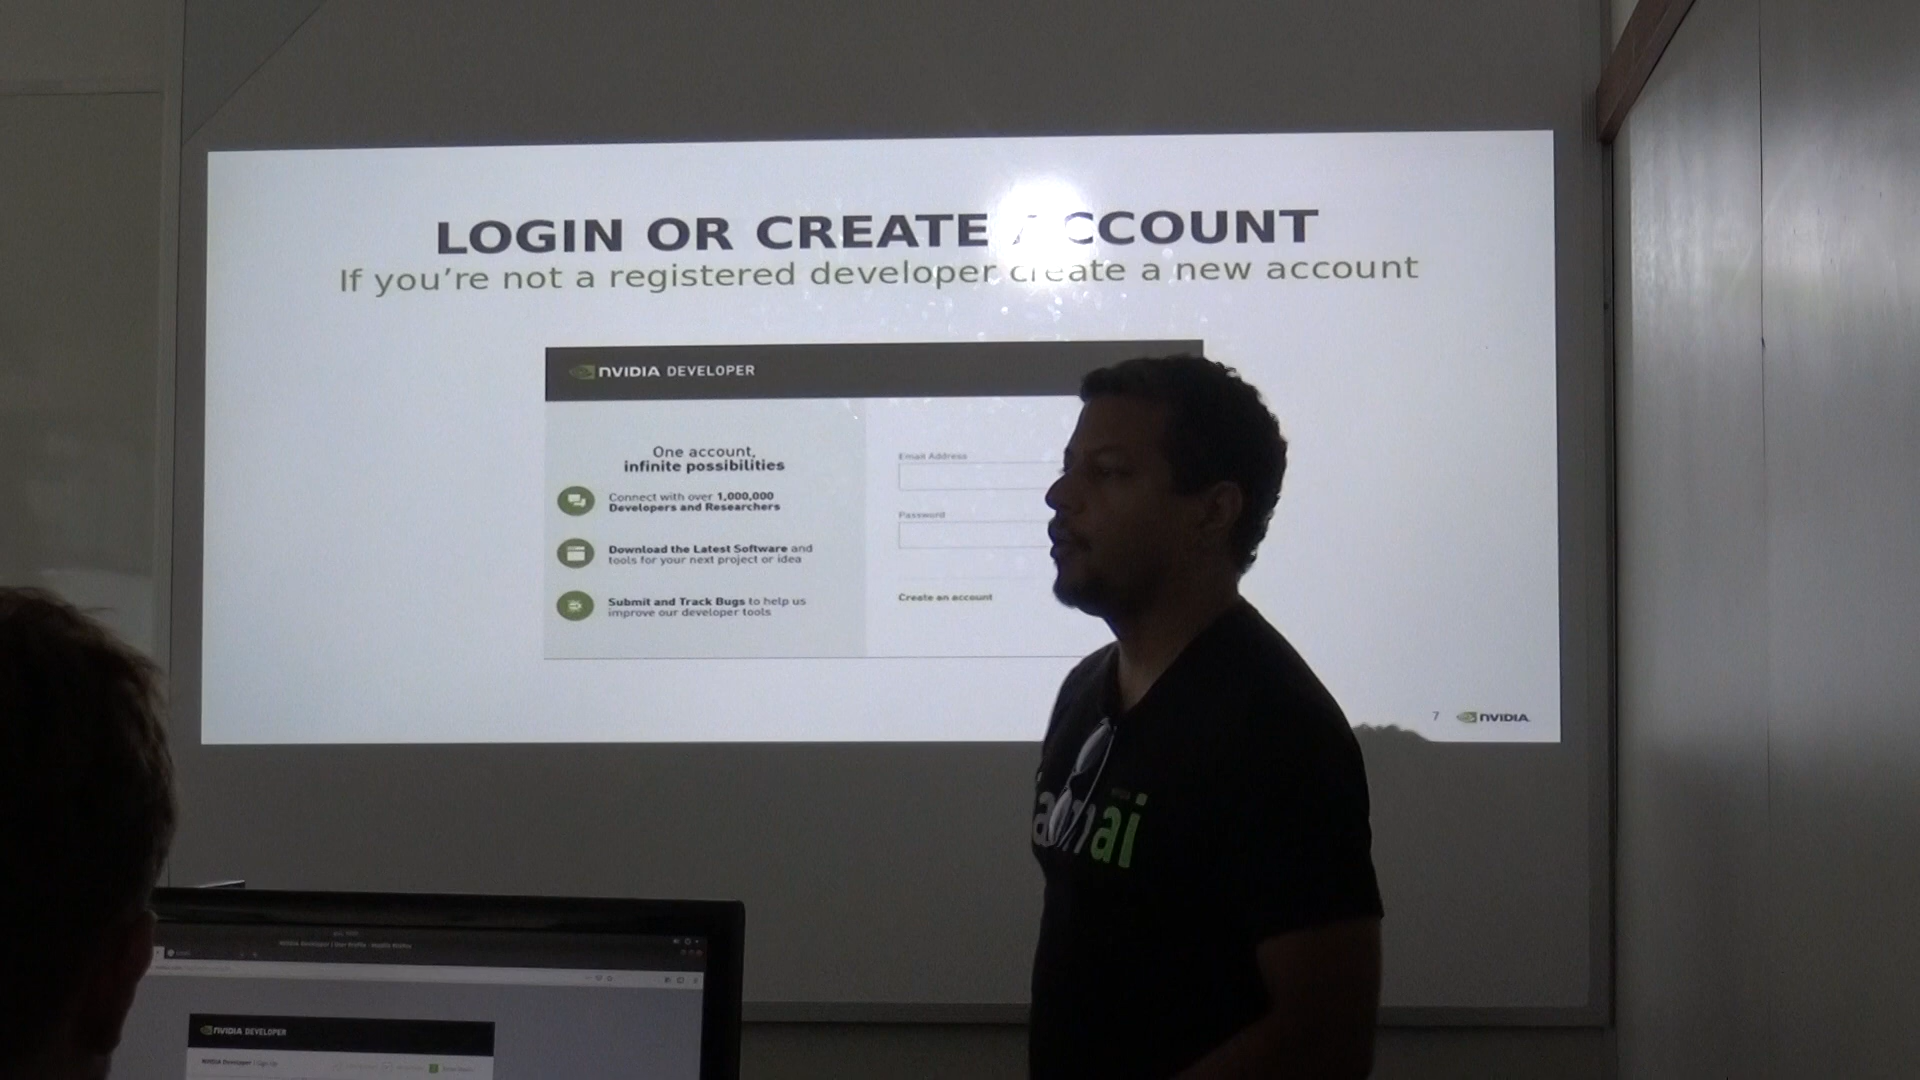 LOGIN OR CREATE ACCOUNT
If you’re not a registered developer create a new account
NVIDIA DEVELOPER
One account,
infinite possibilities
Connect with over 1,000,000
Developers and Researchers
Download the Latest Software and
tools for your next project or idea
Submit and Track Bugs to help us
improve our developer tools
Email Address
Password
Create an account
7 NVIDIA.
ai
NVIDIA DEVELOPER
NVIDIA Developer